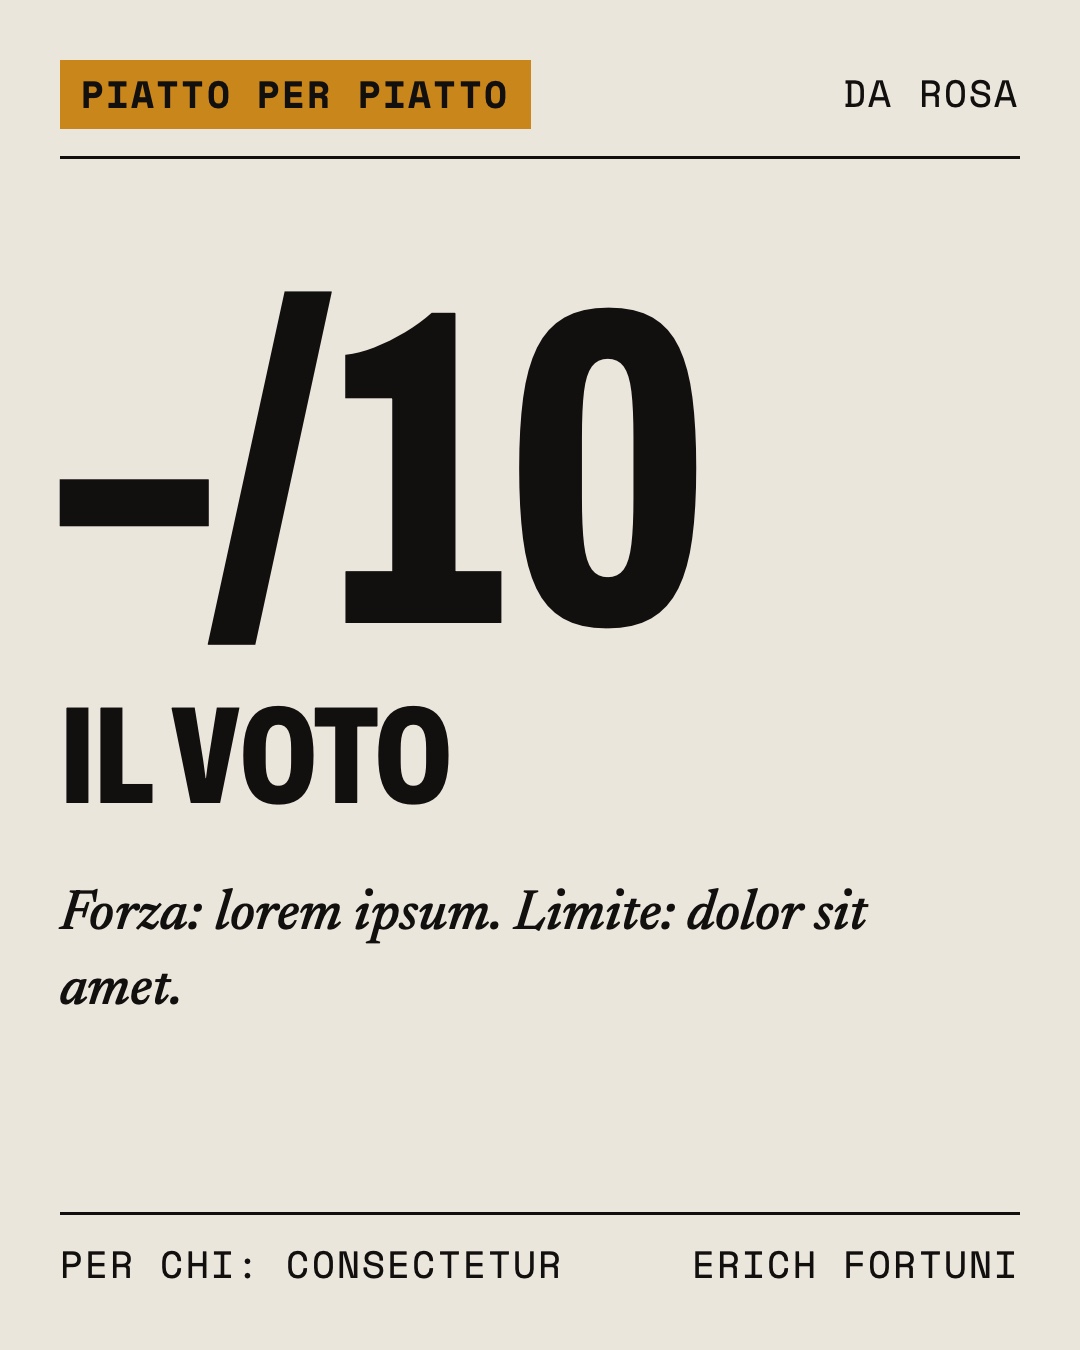 PIATTO PER PIATTO
DA ROSA
–/10
IL VOTO
Forza: lorem ipsum. Limite: dolor sit
amet.
PER CHI: CONSECTETUR
ERICH FORTUNI